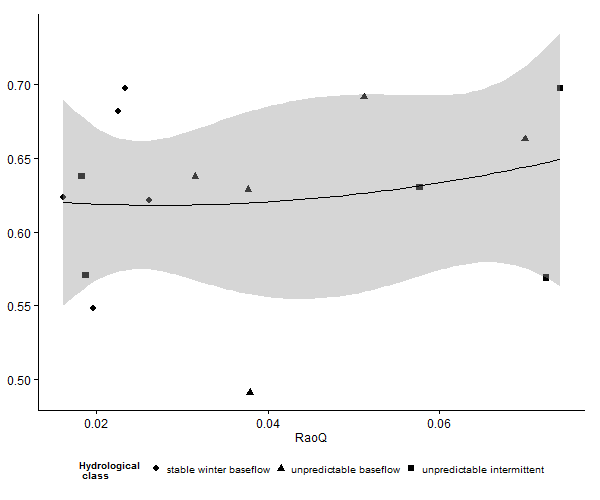 0.70
0.65
0.60
0.55
0.50
0.02 0.04 0.06
RaoQ
Hydrological
class
stable winter baseflow unpredictable baseflow unpredictable intermittent